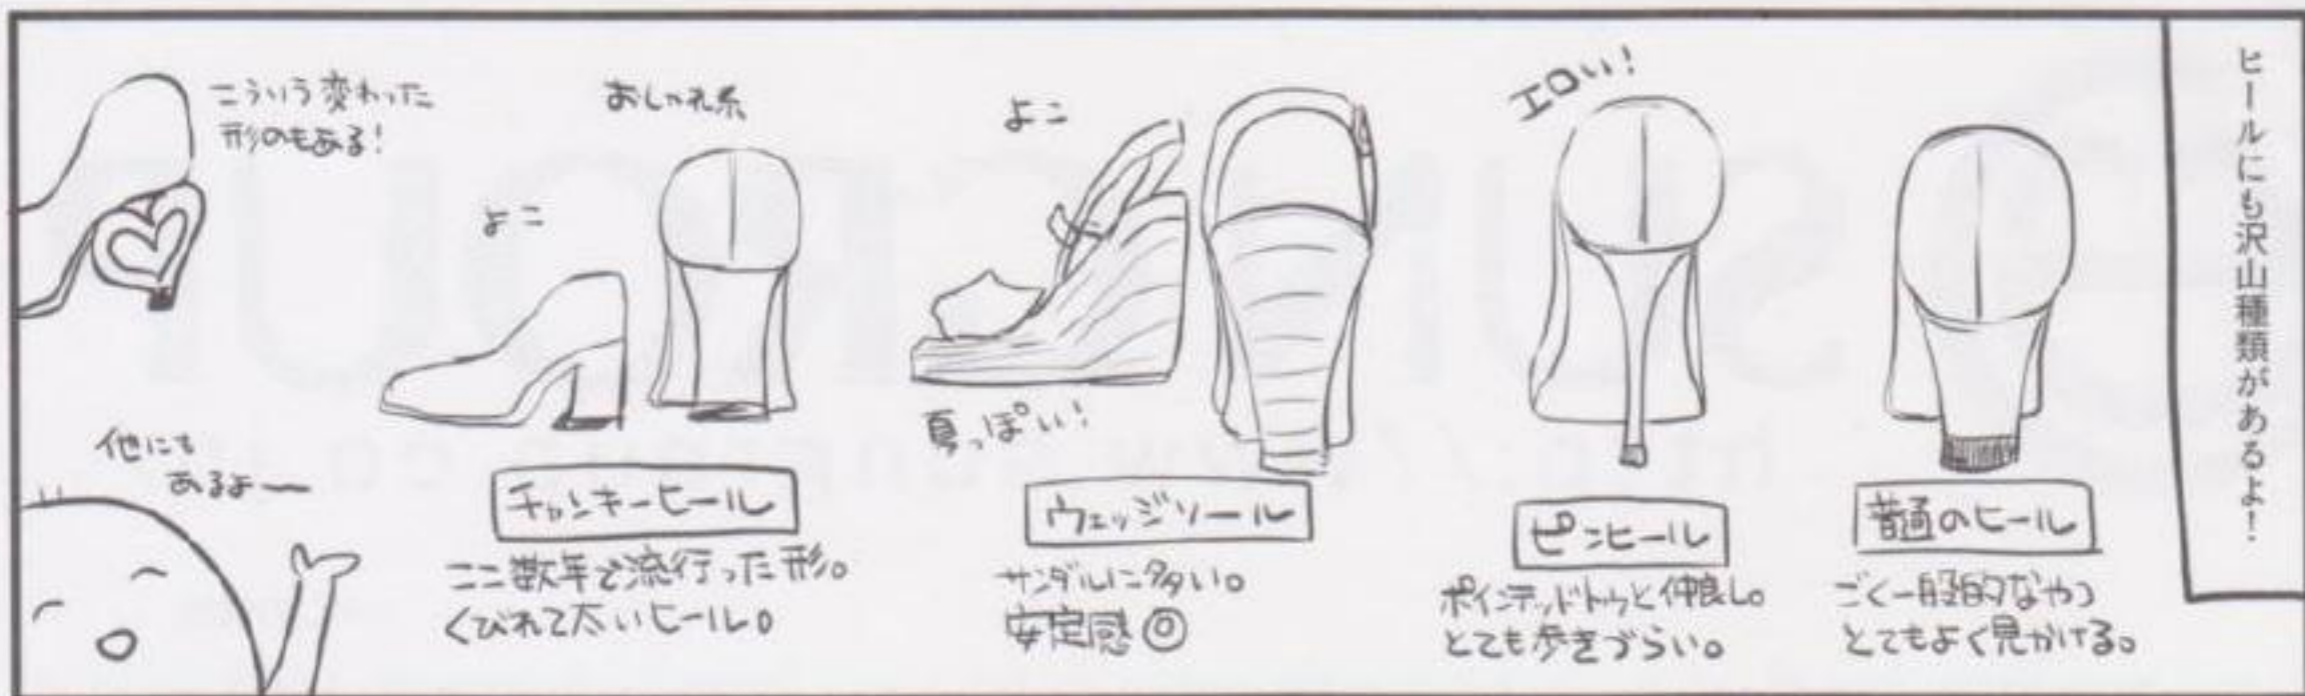 ヒールにも沢山種類があるよ！
普通のヒール
ごく一般的なやつ
とてもよく見かける。
エロい！
ピンヒール
ポインテッドトゥと仲良し。
とても歩きづらい。
よこ
夏っぽい！
ウェッジソール
サンダルに多い。
安定感◎
おしゃれ系
よこ
チャンキーヒール
ここ数年で流行った形。
くびれて太いヒール。
こういう変わった
形のもある！
他にも
あるよー